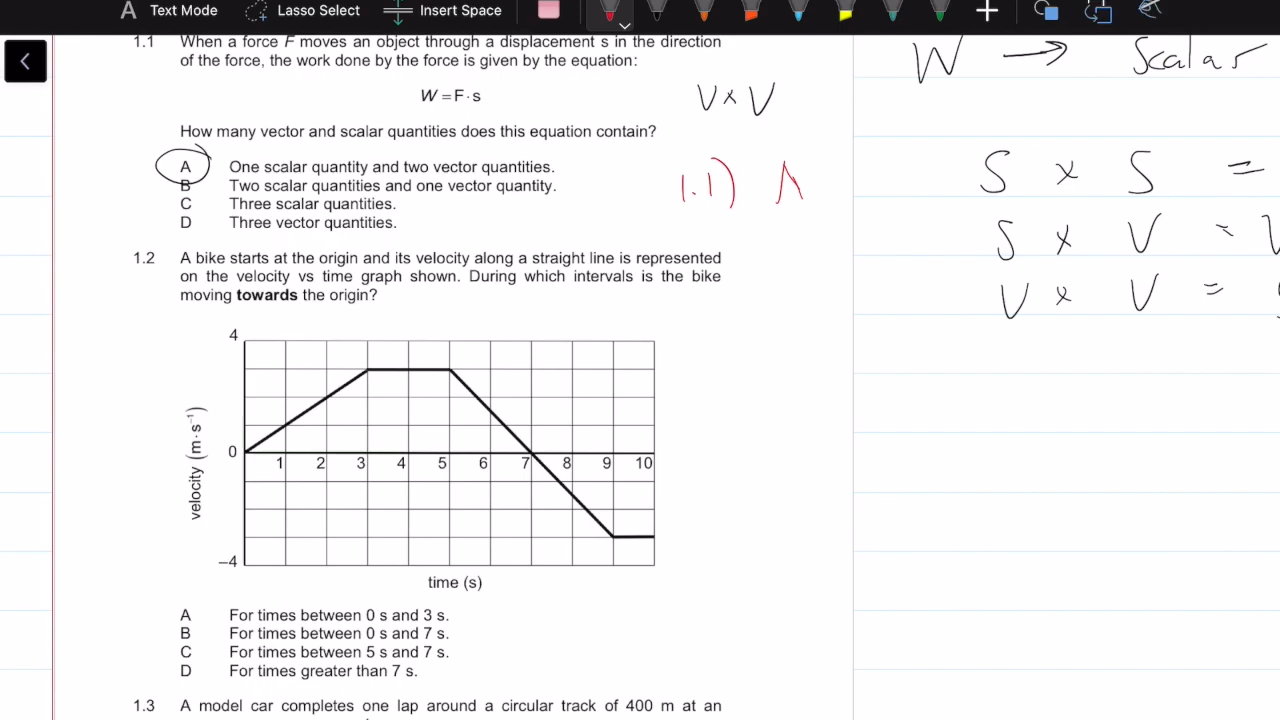 Text Mode Lasso Select Insert Space
1.1 When a force F moves an object through a displacement s in the direction
of the force, the work done by the force is given by the equation:
W = F · s
V x V
How many vector and scalar quantities does this equation contain?
A One scalar quantity and two vector quantities.
B Two scalar quantities and one vector quantity.
C Three scalar quantities.
D Three vector quantities.
1.1) A
1.2 A bike starts at the origin and its velocity along a straight line is represented
on the velocity vs time graph shown. During which intervals is the bike
moving towards the origin?
4
0
−4
velocity (m·s⁻¹)
1 2 3 4 5 6 7 8 9 10
time (s)
A For times between 0 s and 3 s.
B For times between 0 s and 7 s.
C For times between 5 s and 7 s.
D For times greater than 7 s.
1.3 A model car completes one lap around a circular track of 400 m at an
W → Scalar
S x S =
S x V = V
V x V =